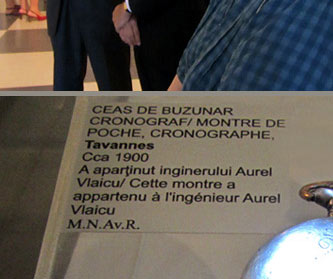 CEAS DE BUZUNAR
CRONOGRAF/ MONTRE DE
POCHE, CRONOGRAPHE,
Tavannes
Cca 1900
A aparţinut inginerului Aurel
Vlaicu/ Cette montre a
appartenu à l'ingénieur Aurel
Vlaicu
M.N.Av.R.